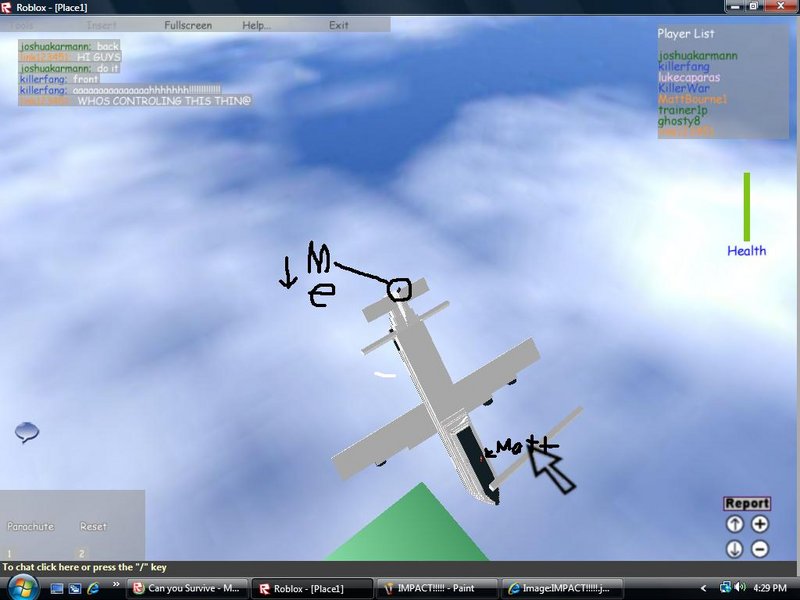 Roblox - [Place1]
Tools Insert Fullscreen Help... Exit
joshuakarmann: back
HI GUYS
joshuakarmann: do it
killerfang: front
killerfang: aaaaaaaaaaaaaaahhhhhhh!!!!!!!!!!!!
WHOS CONTROLING THIS THIN@
Player List
joshuakarmann
killerfang
lukecaparas
KillerWar
MattBourne1
trainer1p
ghosty8
Health
Me
Matt
Parachute Reset
1 2
Report
To chat click here or press the "/" key
Can you Survive - M...
Roblox - [Place1]
IMPACT!!!!! - Paint
Image:IMPACT!!!!!.j...
4:29 PM